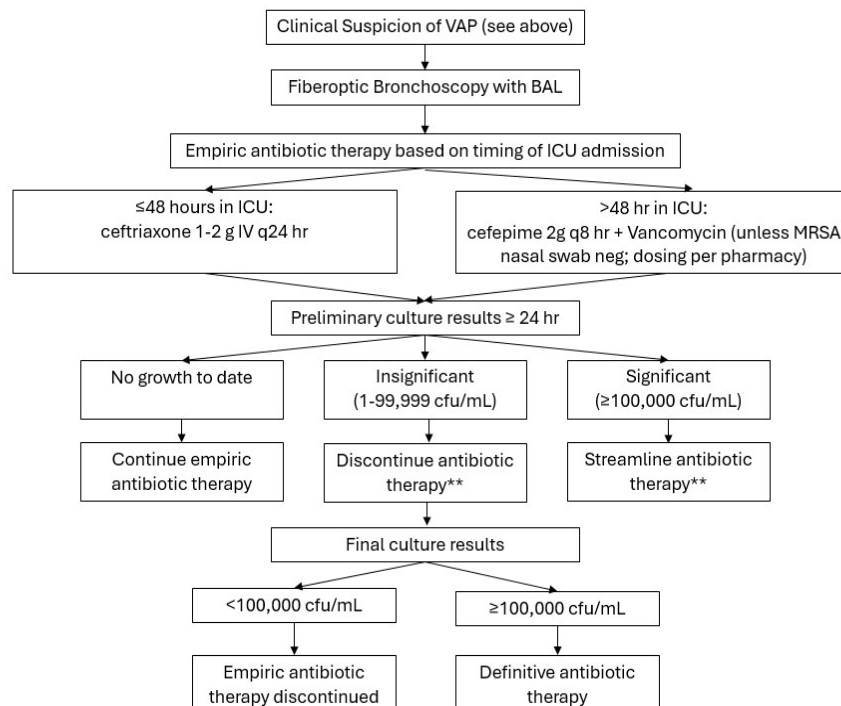 Clinical Suspicion of VAP (see above)
Fiberoptic Bronchoscopy with BAL
Empiric antibiotic therapy based on timing of ICU admission
≤48 hours in ICU:
ceftriaxone 1-2 g IV q24 hr
>48 hr in ICU:
cefepime 2g q8 hr + Vancomycin (unless MRSA
nasal swab neg; dosing per pharmacy)
Preliminary culture results ≥ 24 hr
No growth to date
Insignificant
(1-99,999 cfu/mL)
Significant
(≥100,000 cfu/mL)
Continue empiric
antibiotic therapy
Discontinue antibiotic
therapy**
Streamline antibiotic
therapy**
Final culture results
<100,000 cfu/mL
≥100,000 cfu/mL
Empiric antibiotic
therapy discontinued
Definitive antibiotic
therapy